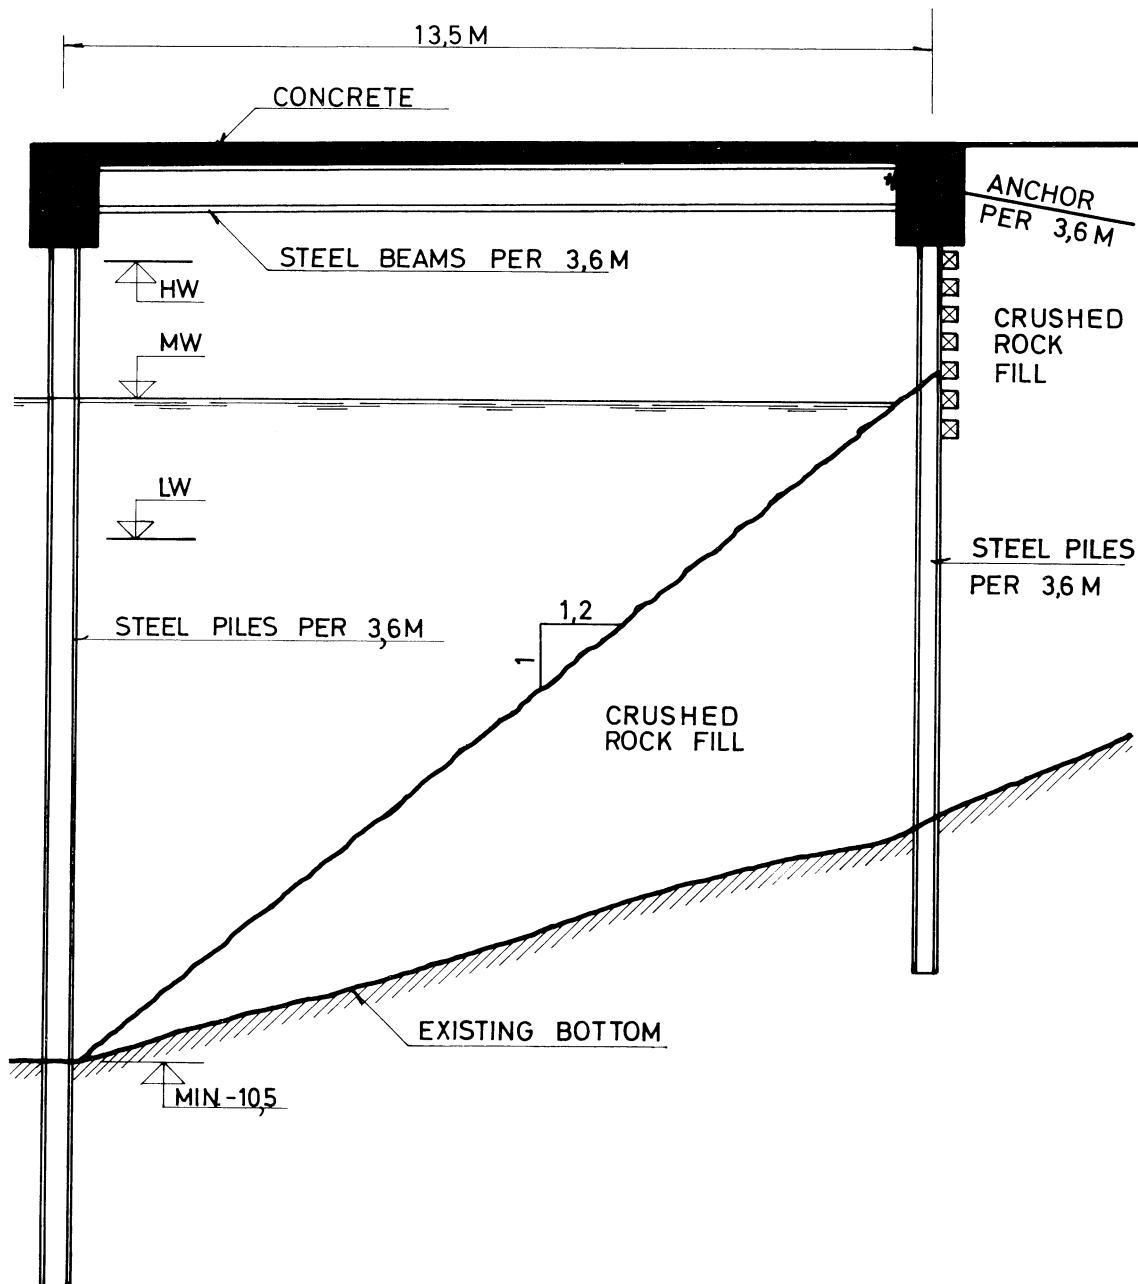 13,5 M
CONCRETE
ANCHOR
PER 3,6 M
STEEL BEAMS PER 3,6 M
HW
CRUSHED
ROCK
FILL
MW
LW
STEEL PILES
PER 3,6 M
1,2
1
STEEL PILES PER 3,6 M
CRUSHED
ROCK FILL
EXISTING BOTTOM
MIN.-10,5